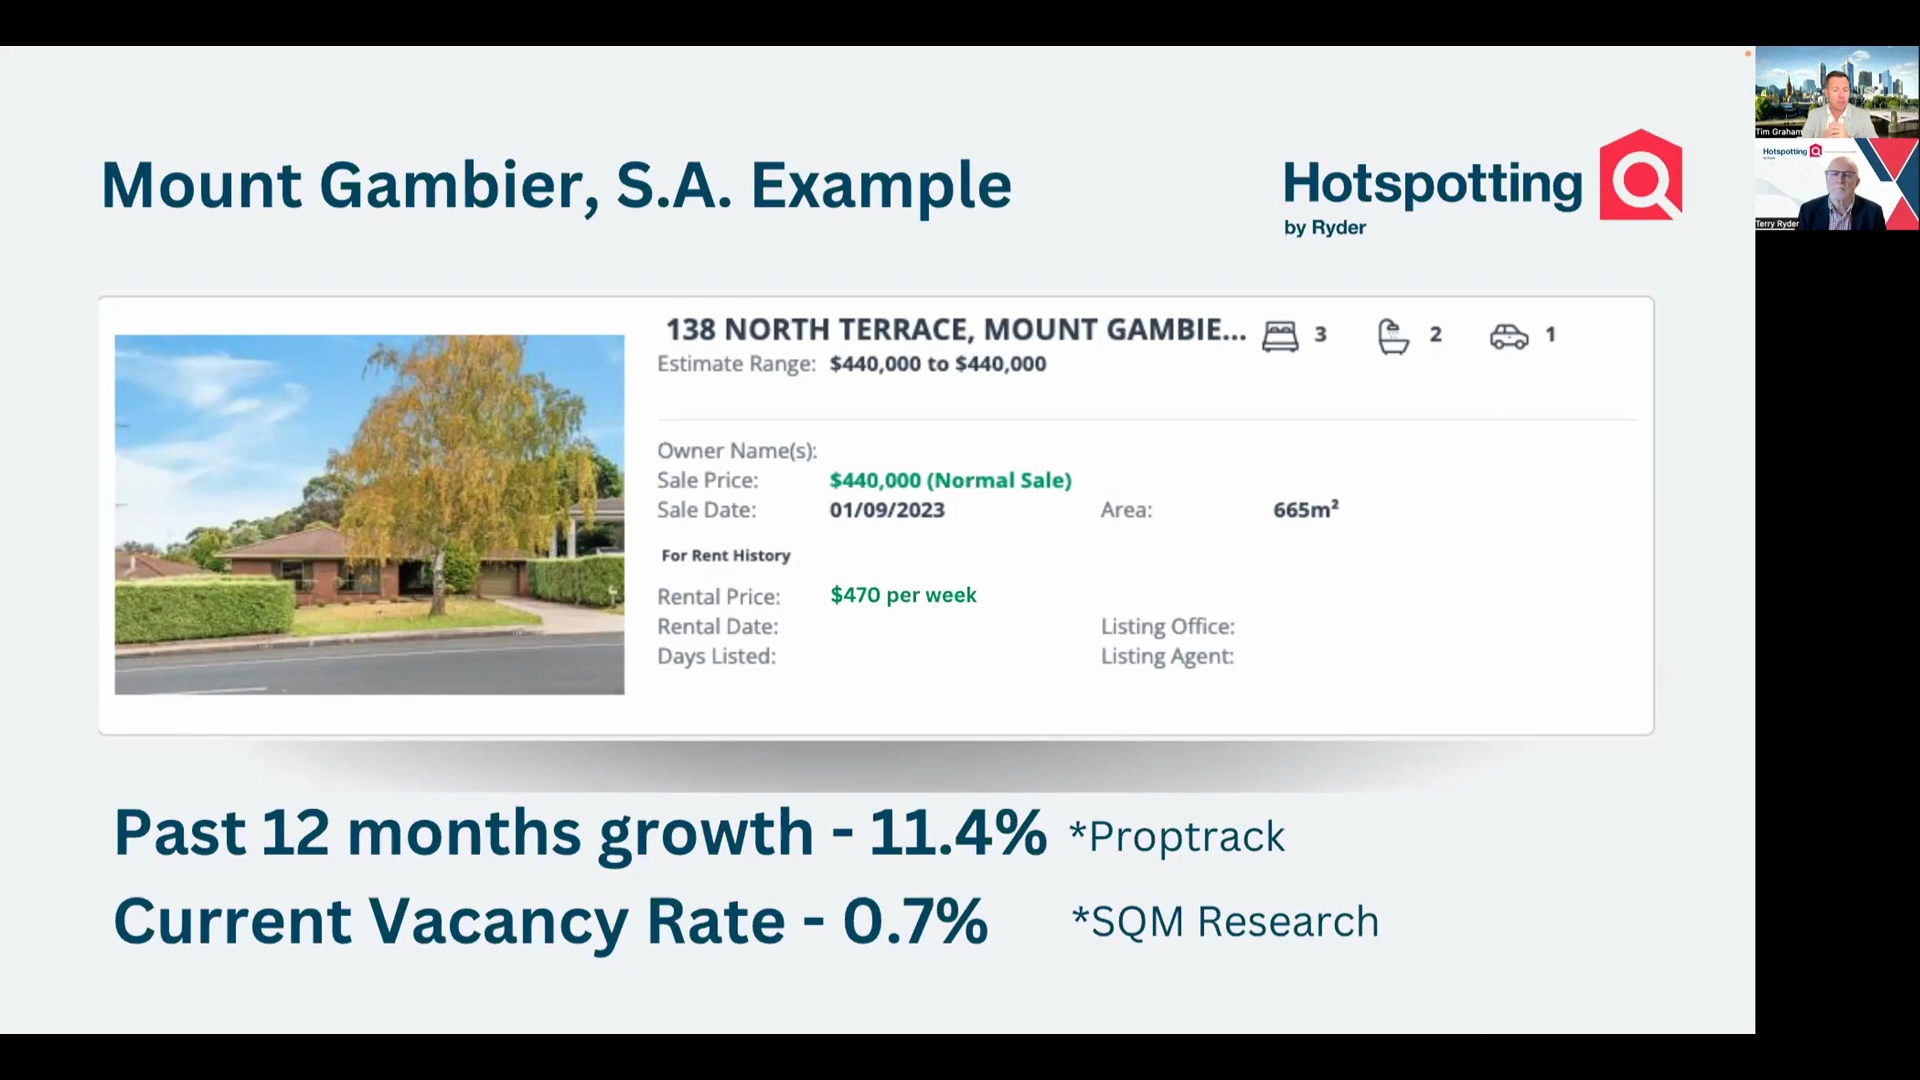 Mount Gambier, S.A. Example
Hotspotting
by Ryder
138 NORTH TERRACE, MOUNT GAMBIE... 3 2 1
Estimate Range: $440,000 to $440,000
Owner Name(s):
Sale Price: $440,000 (Normal Sale)
Sale Date: 01/09/2023 Area: 665m²
For Rent History
Rental Price: $470 per week
Rental Date: Listing Office:
Days Listed: Listing Agent:
Past 12 months growth - 11.4% *Proptrack
Current Vacancy Rate - 0.7% *SQM Research
Tim Graham
Hotspotting
Terry Ryder